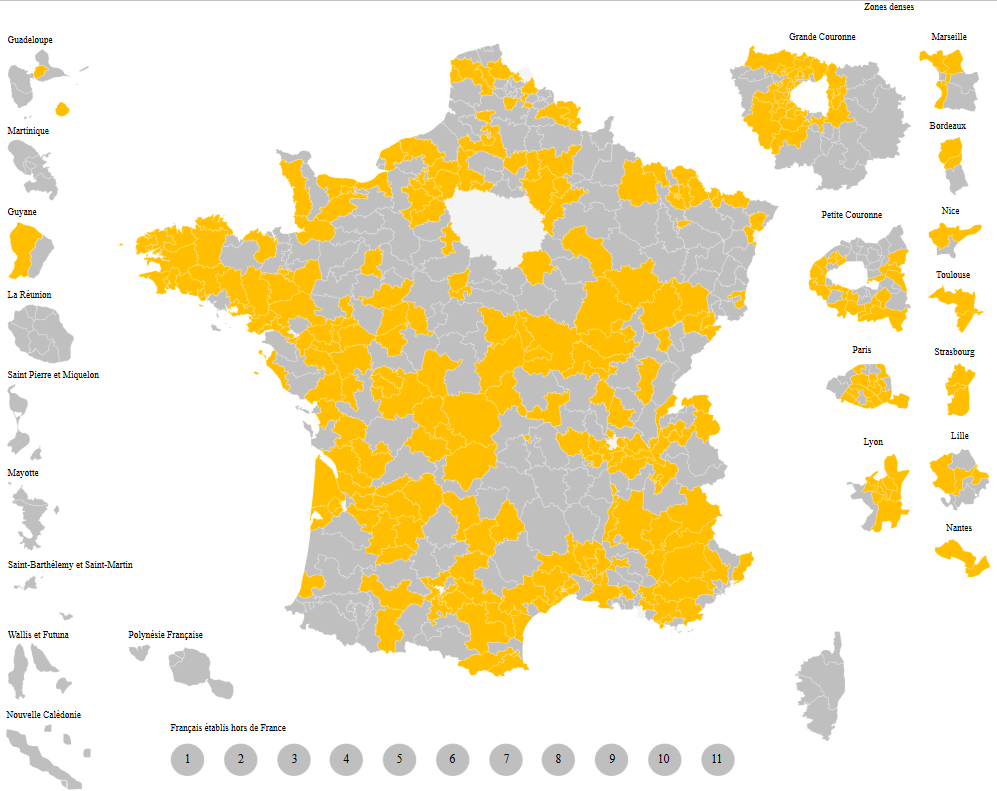 Zones denses
Guadeloupe
Grande Couronne
Marseille
Martinique
Bordeaux
Guyane
Petite Couronne
Nice
La Réunion
Toulouse
Saint Pierre et Miquelon
Paris
Strasbourg
Mayotte
Lyon
Lille
Nantes
Saint-Barthélemy et Saint-Martin
Wallis et Futuna
Polynésie Française
Nouvelle Calédonie
Français établis hors de France
1 2 3 4 5 6 7 8 9 10 11